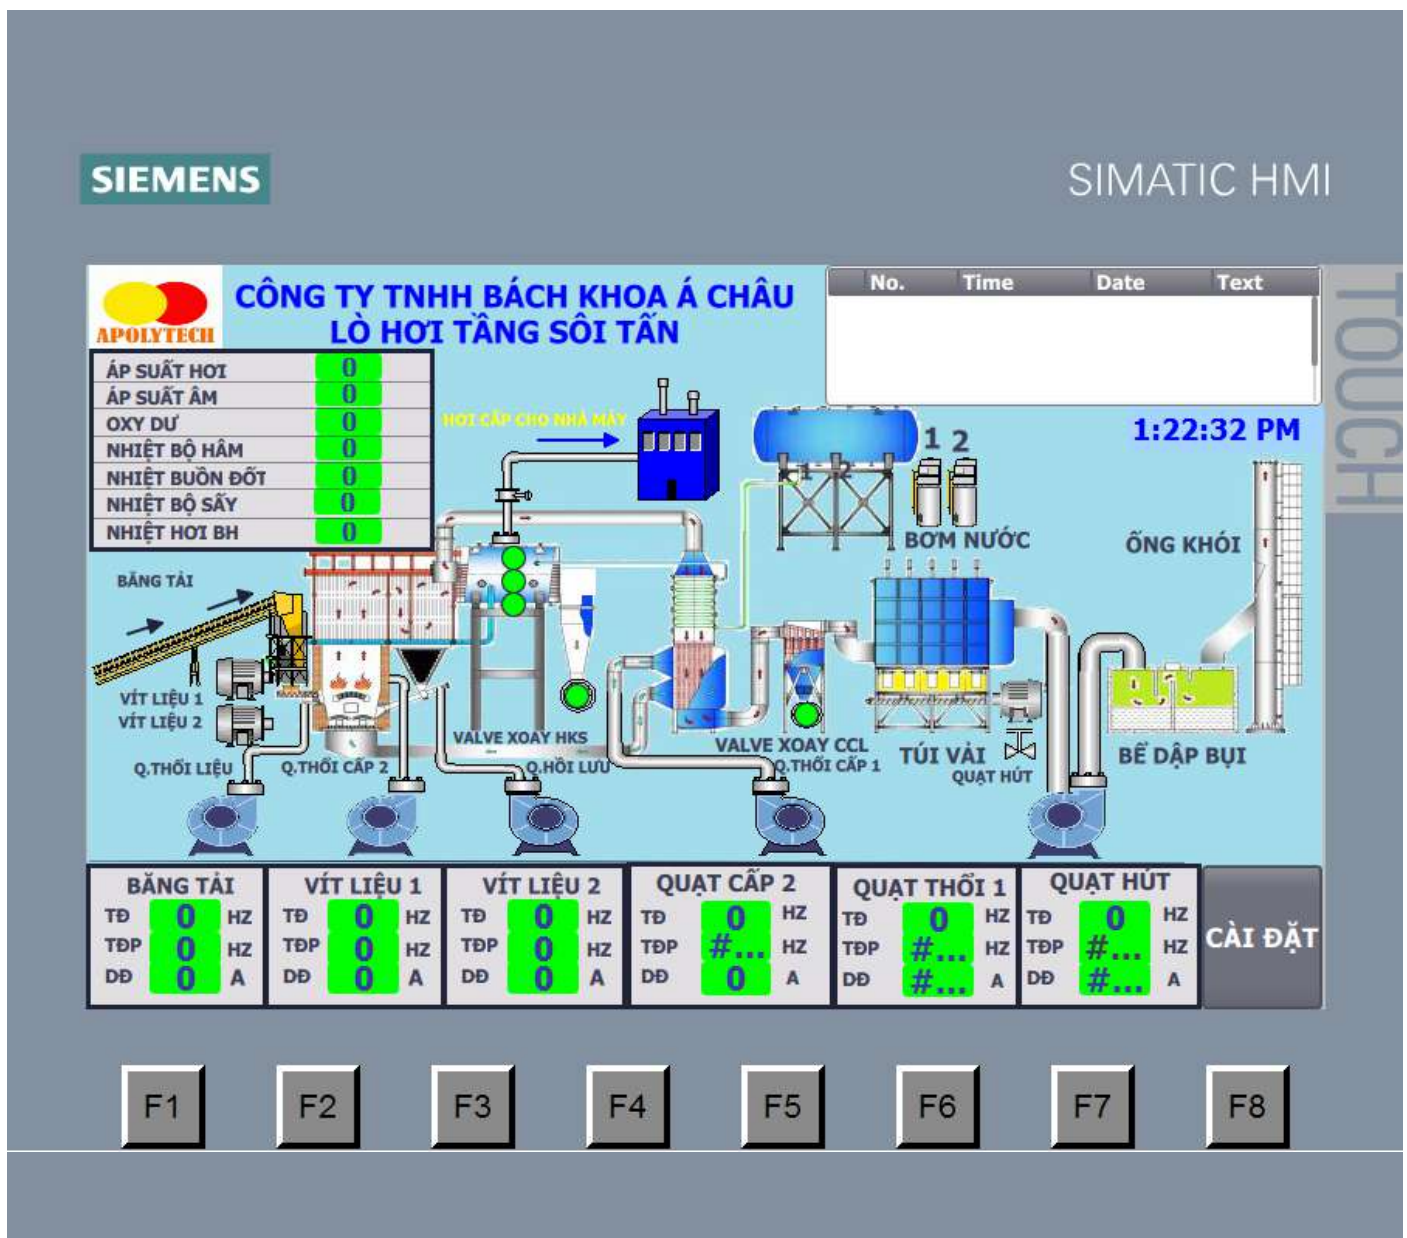 SIEMENS
SIMATIC HMI
TOUCH
APOLYTECH
CÔNG TY TNHH BÁCH KHOA Á CHÂU
LÒ HƠI TẦNG SÔI TẤN
No. Time Date Text
1:22:32 PM
ÁP SUẤT HƠI 0
ÁP SUẤT ÂM 0
OXY DƯ 0
NHIỆT BỘ HÂM 0
NHIỆT BUỒN ĐỐT 0
NHIỆT BỘ SẤY 0
NHIỆT HƠI BH 0
HƠI CẤP CHO NHÀ MÁY
1 2
1 2
BƠM NƯỚC
ỐNG KHÓI
BĂNG TẢI
VÍT LIỆU 1
VÍT LIỆU 2
Q.THỔI LIỆU
Q.THỔI CẤP 2
VALVE XOAY HKS
Q.HỒI LƯU
VALVE XOAY CCL
Q.THỔI CẤP 1
TÚI VẢI
QUẠT HÚT
BỂ DẬP BỤI
BĂNG TẢI
TĐ 0 HZ
TĐP 0 HZ
DĐ 0 A
VÍT LIỆU 1
TĐ 0 HZ
TĐP 0 HZ
DĐ 0 A
VÍT LIỆU 2
TĐ 0 HZ
TĐP 0 HZ
DĐ 0 A
QUẠT CẤP 2
TĐ 0 HZ
TĐP #... HZ
DĐ 0 A
QUẠT THỔI 1
TĐ 0 HZ
TĐP #... HZ
DĐ #... A
QUẠT HÚT
TĐ 0 HZ
TĐP #... HZ
DĐ #... A
CÀI ĐẶT
F1 F2 F3 F4 F5 F6 F7 F8